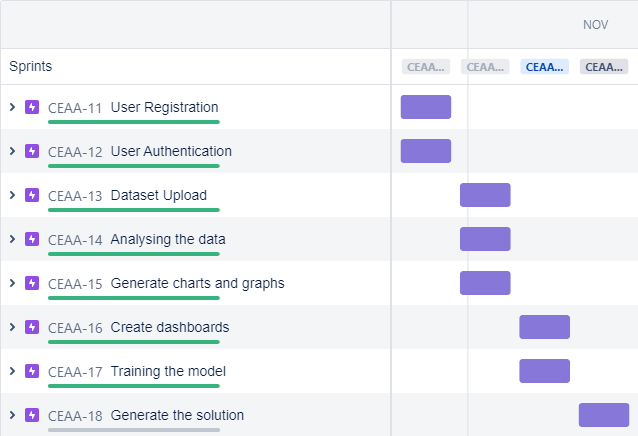 NOV
Sprints CEAA... CEAA... CEAA... CEAA...
CEAA-11 User Registration
CEAA-12 User Authentication
CEAA-13 Dataset Upload
CEAA-14 Analysing the data
CEAA-15 Generate charts and graphs
CEAA-16 Create dashboards
CEAA-17 Training the model
CEAA-18 Generate the solution